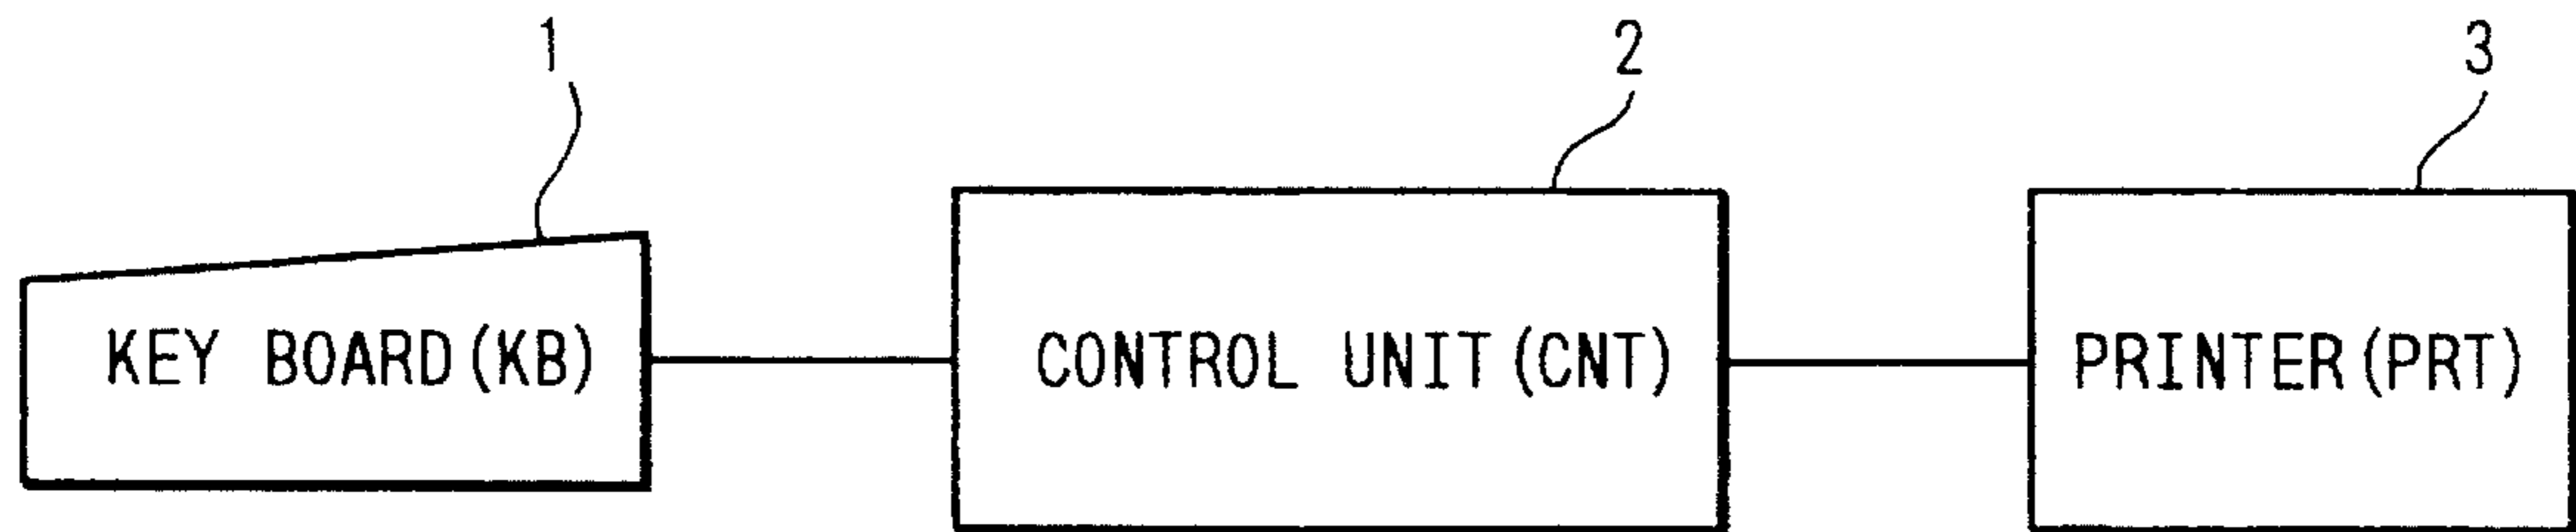 1
2
3
KEY BOARD(KB)
CONTROL UNIT(CNT)
PRINTER(PRT)